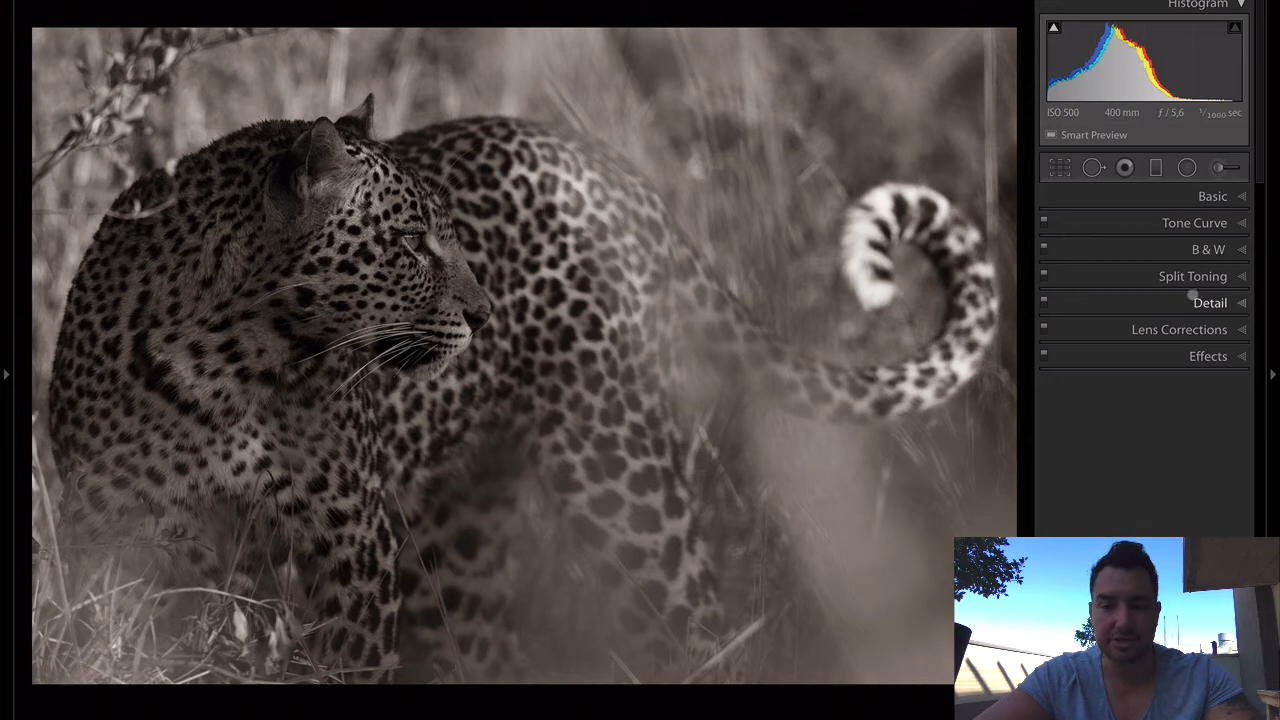 Histogram
ISO 500 400 mm ƒ / 5,6 1/1000 sec
Smart Preview
Basic
Tone Curve
B & W
Split Toning
Detail
Lens Corrections
Effects